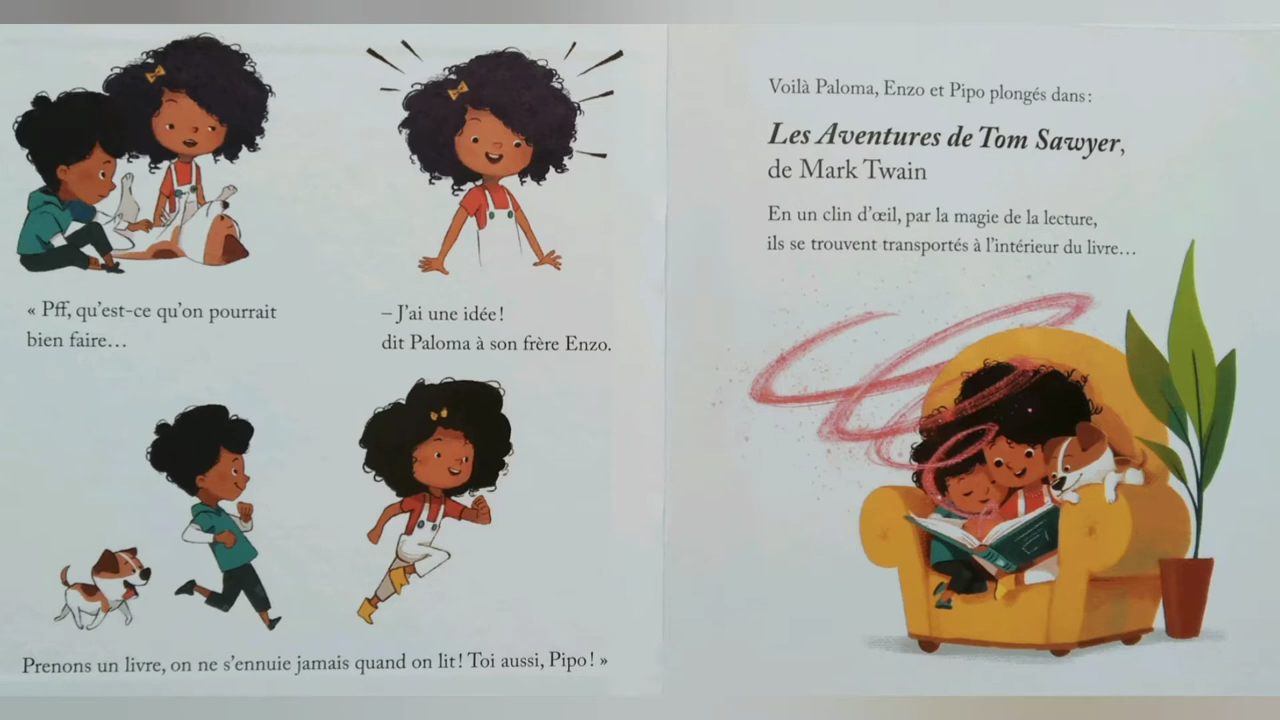 « Pff, qu'est-ce qu'on pourrait
bien faire…
– J'ai une idée !
dit Paloma à son frère Enzo.
Prenons un livre, on ne s'ennuie jamais quand on lit ! Toi aussi, Pipo ! »
Voilà Paloma, Enzo et Pipo plongés dans :
Les Aventures de Tom Sawyer,
de Mark Twain
En un clin d'œil, par la magie de la lecture,
ils se trouvent transportés à l'intérieur du livre…